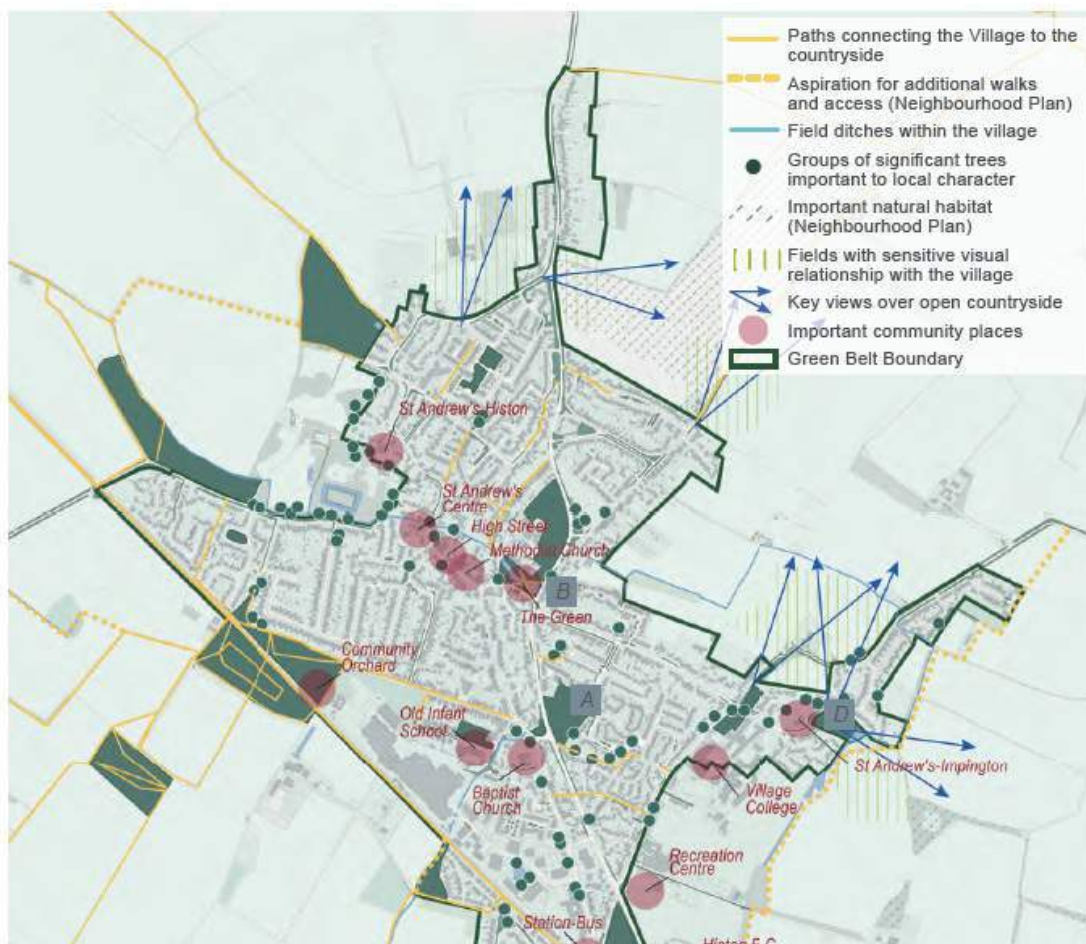 Paths connecting the Village to the
countryside
Aspiration for additional walks
and access (Neighbourhood Plan)
Field ditches within the village
Groups of significant trees
important to local character
Important natural habitat
(Neighbourhood Plan)
Fields with sensitive visual
relationship with the village
Key views over open countryside
Important community places
Green Belt Boundary
St Andrew's-Histon
St Andrew's
Centre
High Street
Methodist Church
B
The Green
Community
Orchard
A
Old Infant
School
D
St Andrew's-Impington
Baptist
Church
Village
College
Recreation
Centre
Station-Bus
Histon F.C.